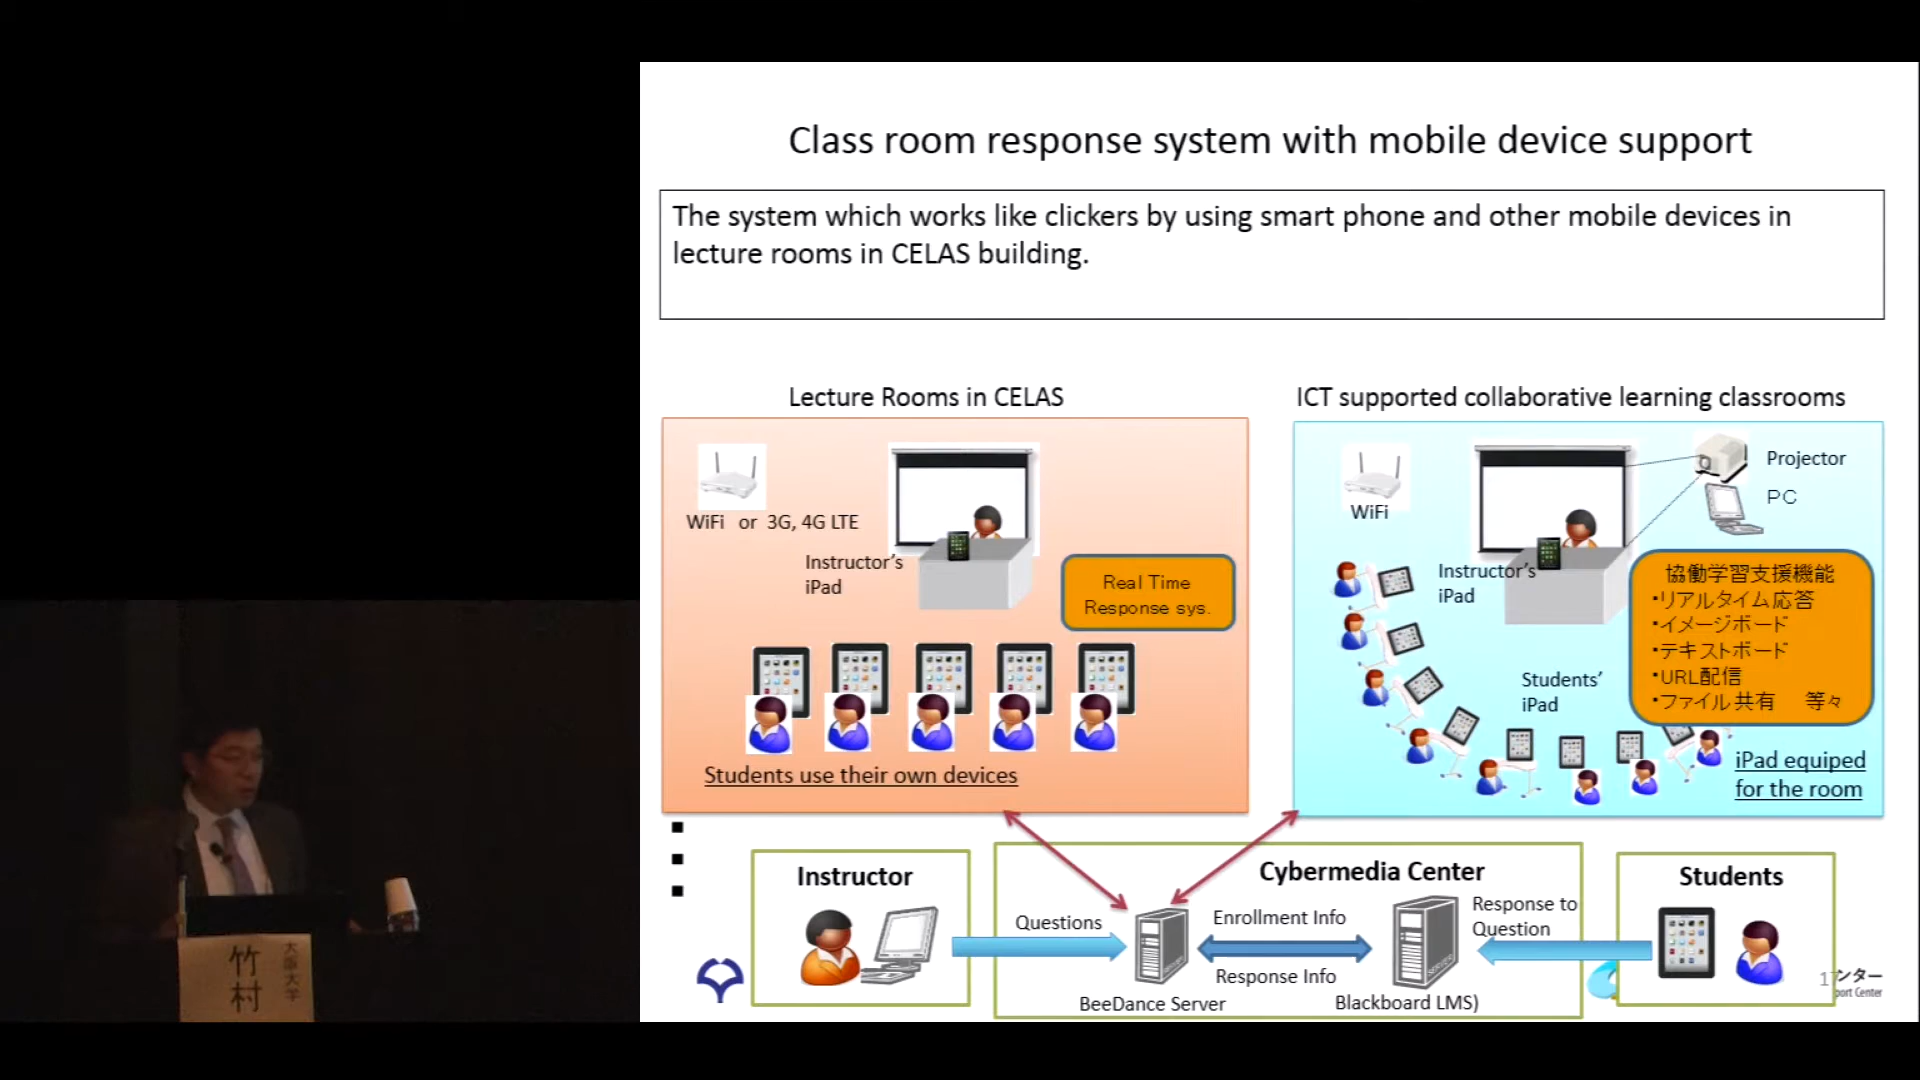 Class room response system with mobile device support
The system which works like clickers by using smart phone and other mobile devices in
lecture rooms in CELAS building.
Lecture Rooms in CELAS
WiFi or 3G, 4G LTE
Instructor's
iPad
Real Time
Response sys.
Students use their own devices
ICT supported collaborative learning classrooms
WiFi
Projector
PC
Instructor's
iPad
協働学習支援機能
・リアルタイム応答
・イメージボード
・テキストボード
・URL配信
・ファイル共有 等々
Students'
iPad
iPad equiped
for the room
Instructor
Questions
Cybermedia Center
Enrollment Info
Response Info
BeeDance Server
Blackboard LMS)
Response to
Question
Students
17
ンター
port Center
大阪大学
竹村